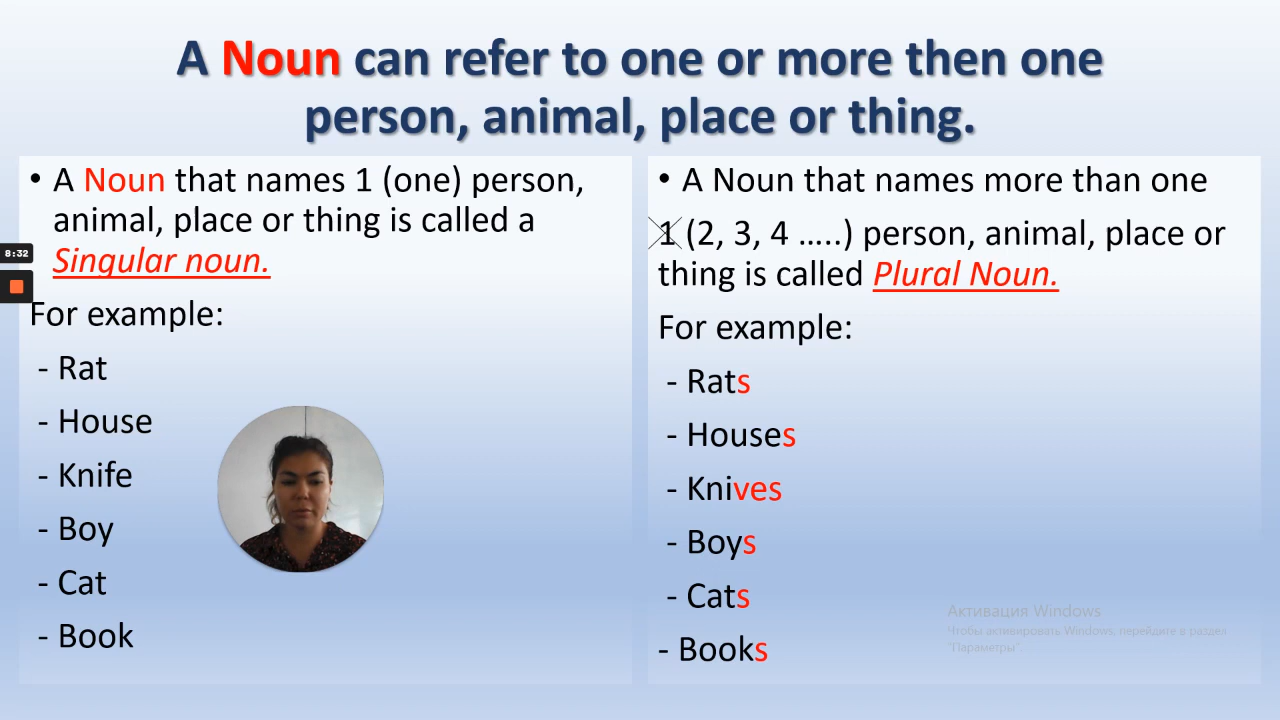 A Noun can refer to one or more then one
person, animal, place or thing.
• A Noun that names 1 (one) person,
animal, place or thing is called a
Singular noun.
For example:
- Rat
- House
- Knife
- Boy
- Cat
- Book
• A Noun that names more than one
1 (2, 3, 4 …..) person, animal, place or
thing is called Plural Noun.
For example:
- Rats
- Houses
- Knives
- Boys
- Cats
- Books
8:32
Активация Windows
Чтобы активировать Windows, перейдите в раздел
"Параметры".